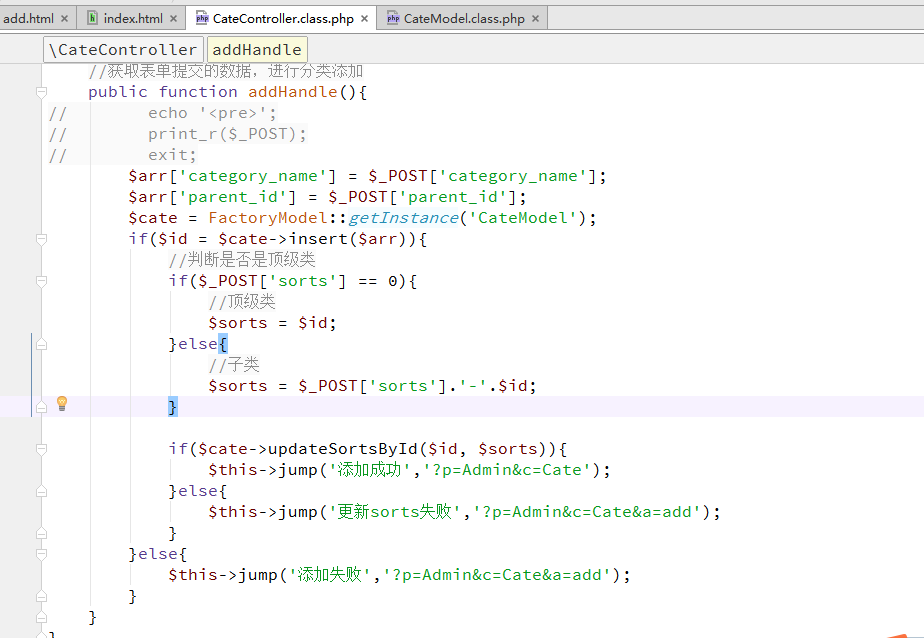 add.html
index.html
CateController.class.php
CateModel.class.php
\CateController addHandle
//获取表单提交的数据，进行分类添加
public function addHandle(){
// echo '<pre>';
// print_r($_POST);
// exit;
$arr['category_name'] = $_POST['category_name'];
$arr['parent_id'] = $_POST['parent_id'];
$cate = FactoryModel::getInstance('CateModel');
if($id = $cate->insert($arr)){
//判断是否是顶级类
if($_POST['sorts'] == 0){
//顶级类
$sorts = $id;
}else{
//子类
$sorts = $_POST['sorts'].'-'.$id;
}
if($cate->updateSortsById($id, $sorts)){
$this->jump('添加成功','?p=Admin&c=Cate');
}else{
$this->jump('更新sorts失败','?p=Admin&c=Cate&a=add');
}
}else{
$this->jump('添加失败','?p=Admin&c=Cate&a=add');
}
}
}